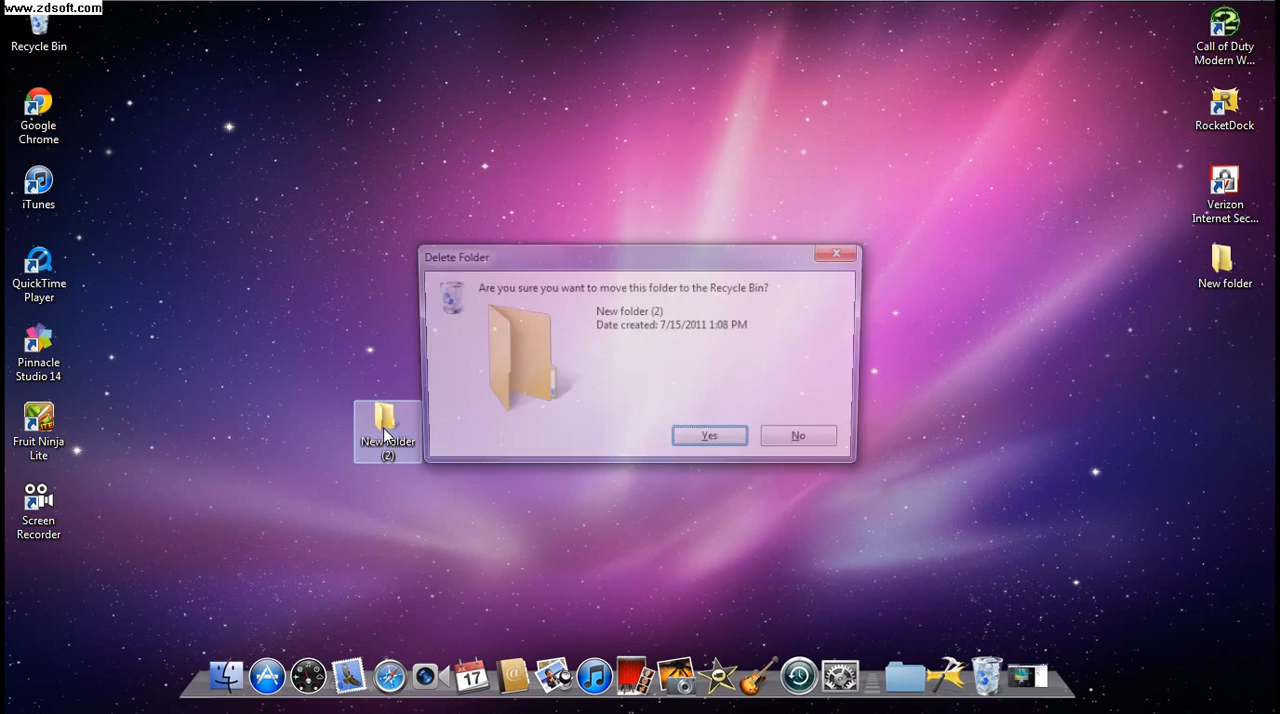 www.zdsoft.com
Recycle Bin
Google
Chrome
iTunes
QuickTime
Player
Pinnacle
Studio 14
Fruit Ninja
Lite
Screen
Recorder
New folder
(2)
Delete Folder
Are you sure you want to move this folder to the Recycle Bin?
New folder (2)
Date created: 7/15/2011 1:08 PM
Yes
No
Call of Duty
Modern W...
RocketDock
Verizon
Internet Sec...
New folder
JUL
17